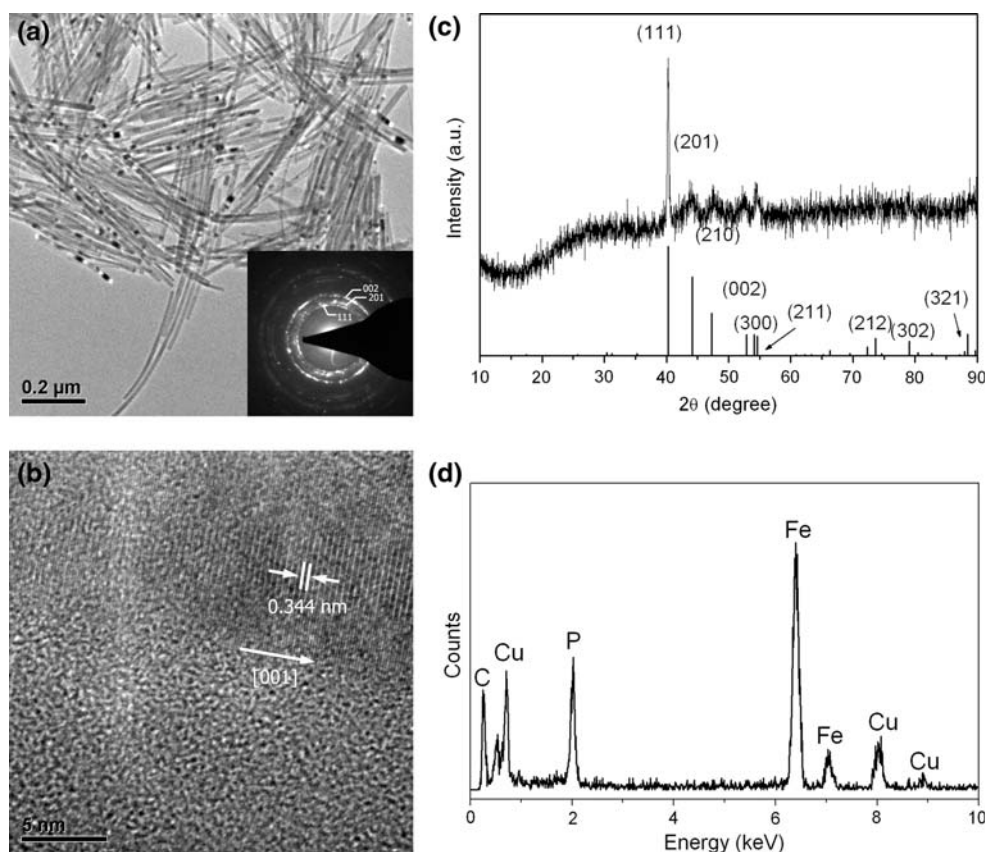 (a)
002
201
111
0.2 µm
(c)
(111)
(201)
(210)
(002)
(300)
(211)
(212)
(302)
(321)
Intensity (a.u.)
10 20 30 40 50 60 70 80 90
2θ (degree)
(b)
0.344 nm
[001]
5 nm
(d)
C
Cu
P
Fe
Fe
Cu
Cu
Counts
0 2 4 6 8 10
Energy (keV)